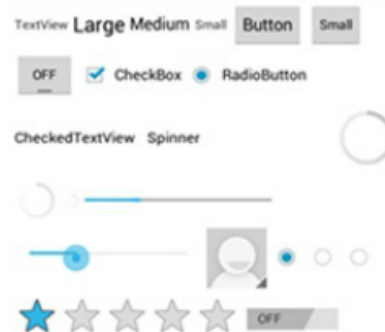 TextView Large Medium Small Button Small
OFF CheckBox RadioButton
CheckedTextView Spinner
OFF